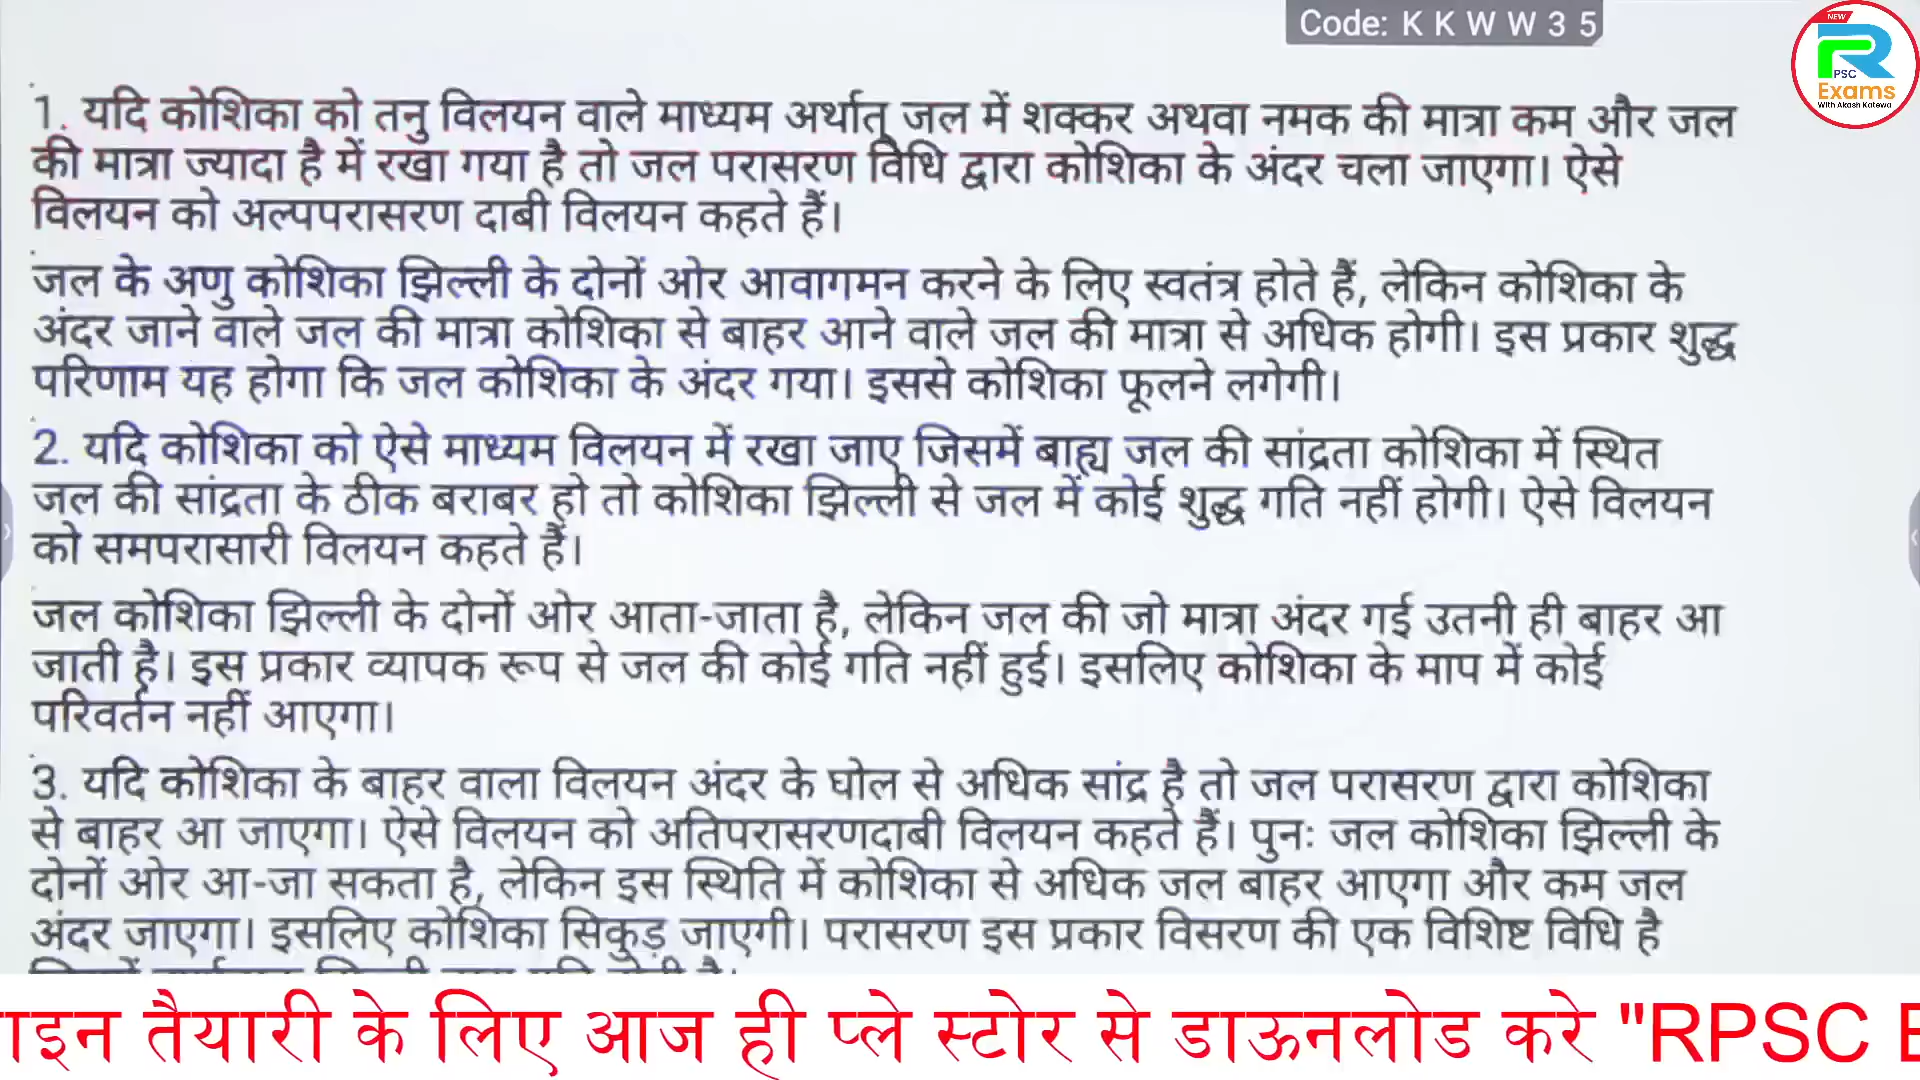 Code: K K W W 3 5
NEW
PSC
Exams
With Akash Katewa
1. यदि कोशिका को तनु विलयन वाले माध्यम अर्थात् जल में शक्कर अथवा नमक की मात्रा कम और जल
की मात्रा ज्यादा है में रखा गया है तो जल परासरण विधि द्वारा कोशिका के अंदर चला जाएगा। ऐसे
विलयन को अल्पपरासरण दाबी विलयन कहते हैं।
जल के अणु कोशिका झिल्ली के दोनों ओर आवागमन करने के लिए स्वतंत्र होते हैं, लेकिन कोशिका के
अंदर जाने वाले जल की मात्रा कोशिका से बाहर आने वाले जल की मात्रा से अधिक होगी। इस प्रकार शुद्ध
परिणाम यह होगा कि जल कोशिका के अंदर गया। इससे कोशिका फूलने लगेगी।
2. यदि कोशिका को ऐसे माध्यम विलयन में रखा जाए जिसमें बाह्य जल की सांद्रता कोशिका में स्थित
जल की सांद्रता के ठीक बराबर हो तो कोशिका झिल्ली से जल में कोई शुद्ध गति नहीं होगी। ऐसे विलयन
को समपरासारी विलयन कहते हैं।
जल कोशिका झिल्ली के दोनों ओर आता-जाता है, लेकिन जल की जो मात्रा अंदर गई उतनी ही बाहर आ
जाती है। इस प्रकार व्यापक रूप से जल की कोई गति नहीं हुई। इसलिए कोशिका के माप में कोई
परिवर्तन नहीं आएगा।
3. यदि कोशिका के बाहर वाला विलयन अंदर के घोल से अधिक सांद्र है तो जल परासरण द्वारा कोशिका
से बाहर आ जाएगा। ऐसे विलयन को अतिपरासरणदाबी विलयन कहते हैं। पुनः जल कोशिका झिल्ली के
दोनों ओर आ-जा सकता है, लेकिन इस स्थिति में कोशिका से अधिक जल बाहर आएगा और कम जल
अंदर जाएगा। इसलिए कोशिका सिकुड़ जाएगी। परासरण इस प्रकार विसरण की एक विशिष्ट विधि है
तैयारी के लिए आज ही प्ले स्टोर से डाऊनलोड करे "RPSC